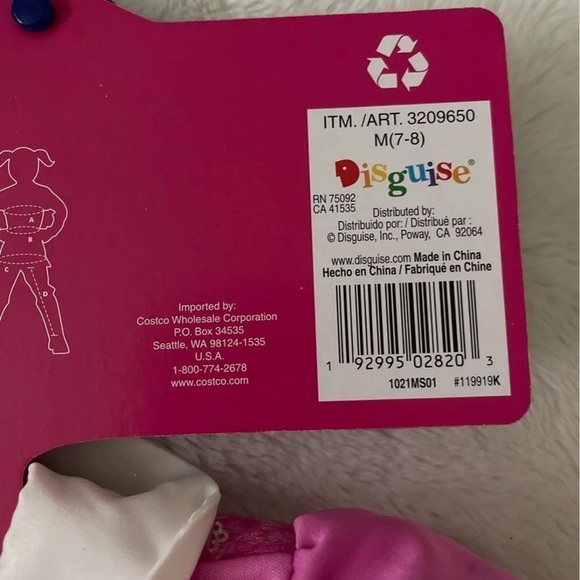 ITM. /ART. 3209650
M(7-8)
Disguise®
RN 75092
CA 41535
Distributed by:
Distribuido por: / Distribué par :
© Disguise, Inc., Poway, CA 92064
www.disguise.com Made in China
Hecho en China / Fabriqué en Chine
1 92995 02820 3
1021MS01 #119919K
A
B
C
D
Imported by:
Costco Wholesale Corporation
P.O. Box 34535
Seattle, WA 98124-1535
U.S.A.
1-800-774-2678
www.costco.com